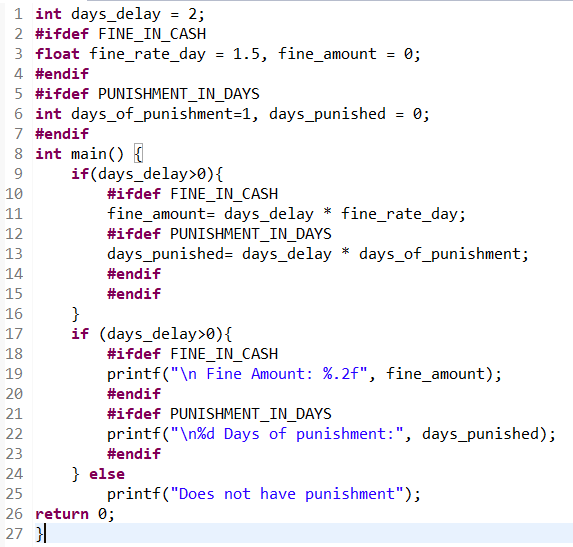 1 int days_delay = 2;
2 #ifdef FINE_IN_CASH
3 float fine_rate_day = 1.5, fine_amount = 0;
4 #endif
5 #ifdef PUNISHMENT_IN_DAYS
6 int days_of_punishment=1, days_punished = 0;
7 #endif
8 int main() {
9     if(days_delay>0){
10         #ifdef FINE_IN_CASH
11         fine_amount= days_delay * fine_rate_day;
12         #ifdef PUNISHMENT_IN_DAYS
13         days_punished= days_delay * days_of_punishment;
14         #endif
15         #endif
16     }
17     if (days_delay>0){
18         #ifdef FINE_IN_CASH
19         printf("\n Fine Amount: %.2f", fine_amount);
20         #endif
21         #ifdef PUNISHMENT_IN_DAYS
22         printf("\n%d Days of punishment:", days_punished);
23         #endif
24     } else
25         printf("Does not have punishment");
26 return 0;
27 }